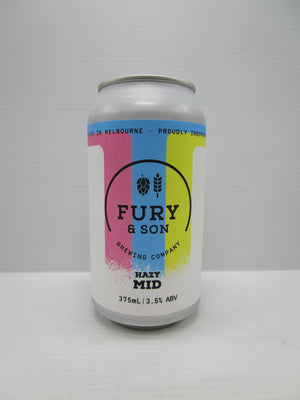 IN MELBOURNE · PROUDLY
FURY
& SON
BREWING COMPANY
HAZY
MID
375mL | 3.5% ABV